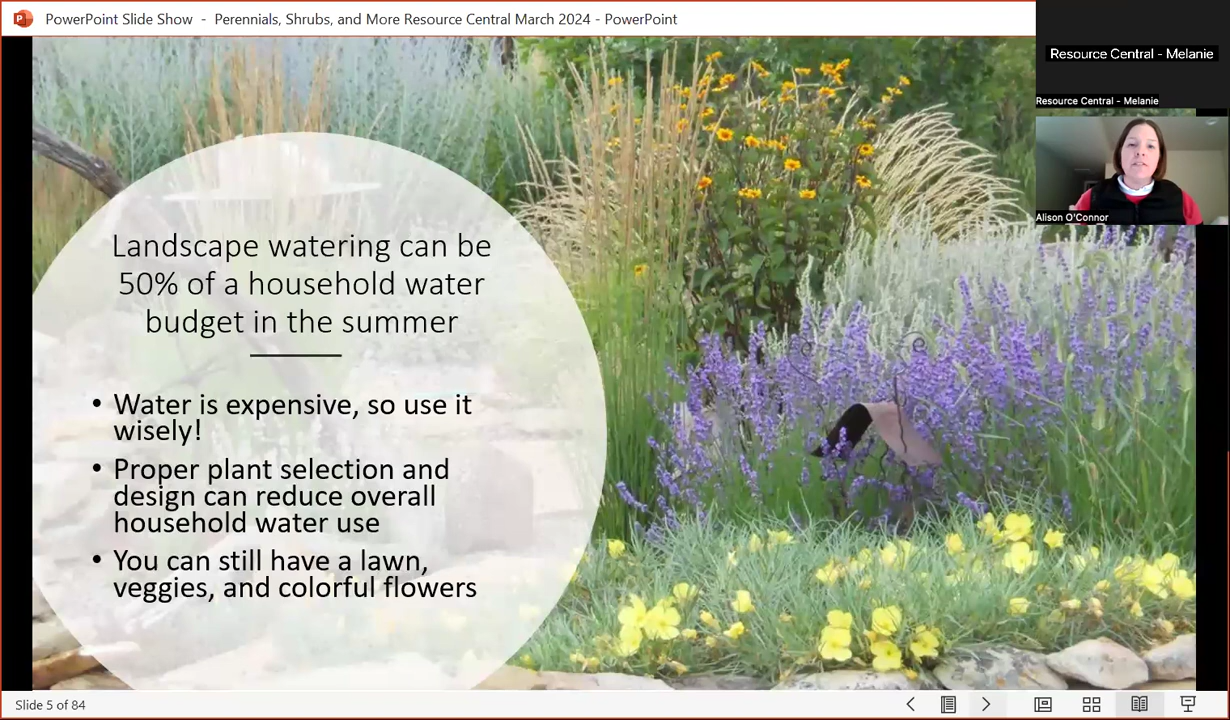 PowerPoint Slide Show - Perennials, Shrubs, and More Resource Central March 2024 - PowerPoint
Resource Central - Melanie
Resource Central - Melanie
Alison O'Connor
Landscape watering can be
50% of a household water
budget in the summer
• Water is expensive, so use it
wisely!
• Proper plant selection and
design can reduce overall
household water use
• You can still have a lawn,
veggies, and colorful flowers
Slide 5 of 84